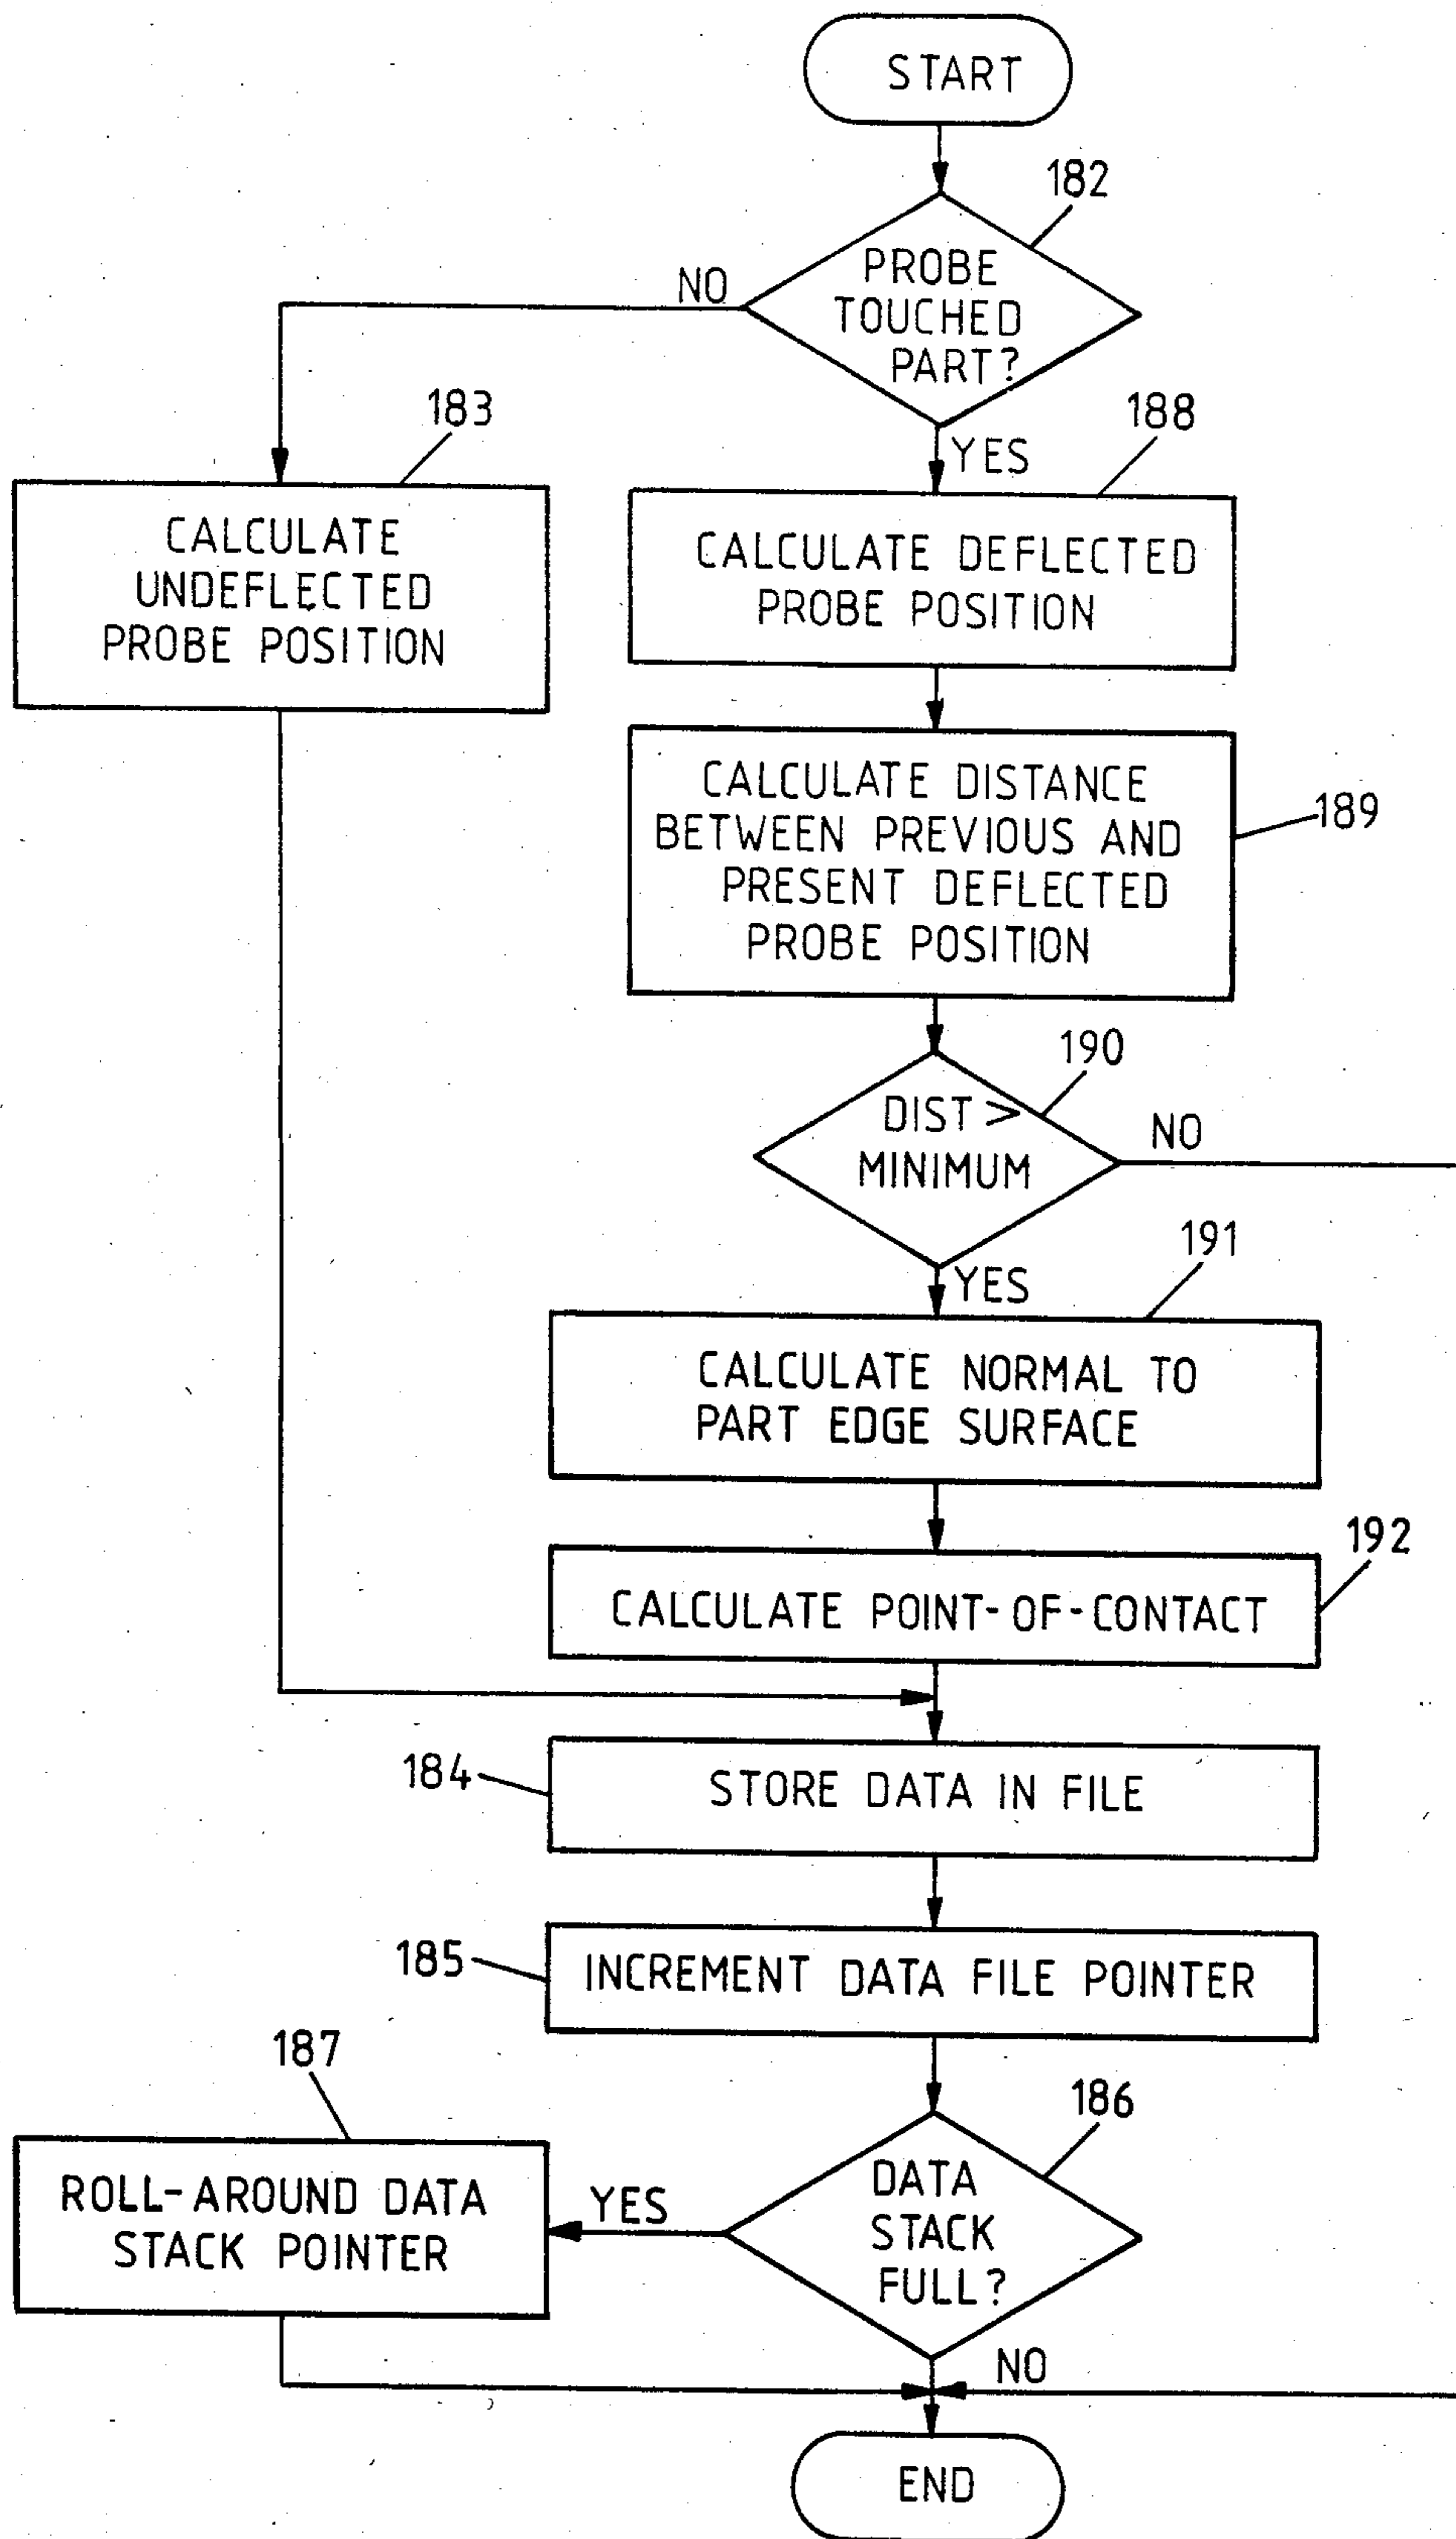 START
182
PROBE
TOUCHED
PART?
NO
YES
183
CALCULATE
UNDEFLECTED
PROBE POSITION
188
CALCULATE DEFLECTED
PROBE POSITION
CALCULATE DISTANCE
BETWEEN PREVIOUS AND
PRESENT DEFLECTED
PROBE POSITION
189
190
DIST >
MINIMUM
NO
YES
191
CALCULATE NORMAL TO
PART EDGE SURFACE
192
CALCULATE POINT-OF-CONTACT
184
STORE DATA IN FILE
185
INCREMENT DATA FILE POINTER
187
ROLL-AROUND DATA
STACK POINTER
YES
186
DATA
STACK
FULL?
NO
END